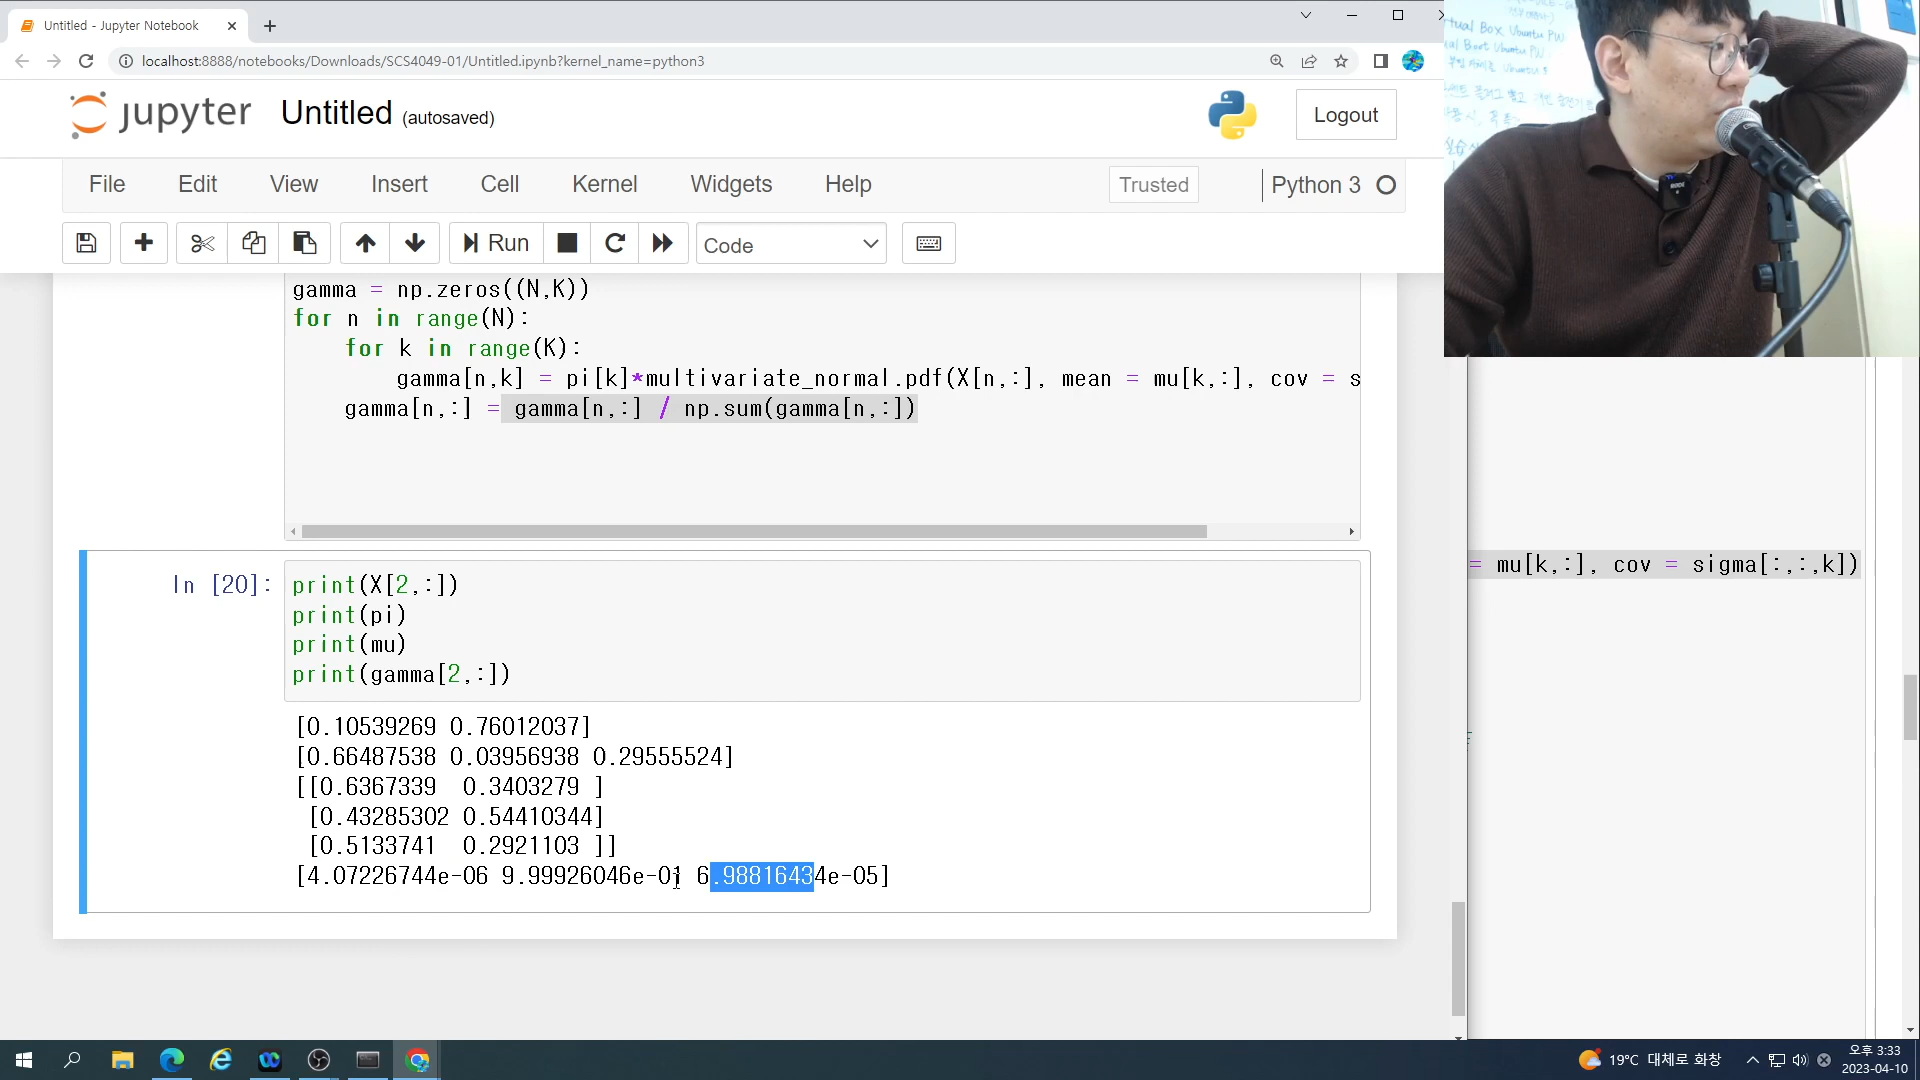 Untitled - Jupyter Notebook
localhost:8888/notebooks/Downloads/SCS4049-01/Untitled.ipynb?kernel_name=python3
jupyter Untitled (autosaved)
Logout
File Edit View Insert Cell Kernel Widgets Help
Trusted
Python 3
Run
Code
gamma = np.zeros((N,K))
for n in range(N):
    for k in range(K):
        gamma[n,k] = pi[k]*multivariate_normal.pdf(X[n,:], mean = mu[k,:], cov = s
    gamma[n,:] = gamma[n,:] / np.sum(gamma[n,:])
= mu[k,:], cov = sigma[:,:,k])
In [20]:
print(X[2,:])
print(pi)
print(mu)
print(gamma[2,:])
[0.10539269 0.76012037]
[0.66487538 0.03956938 0.29555524]
[[0.6367339  0.3403279 ]
 [0.43285302 0.54410344]
 [0.5133741  0.2921103 ]]
[4.07226744e-06 9.99926046e-01 6.98816434e-05]
19°C 대체로 화창
오후 3:33
2023-04-10